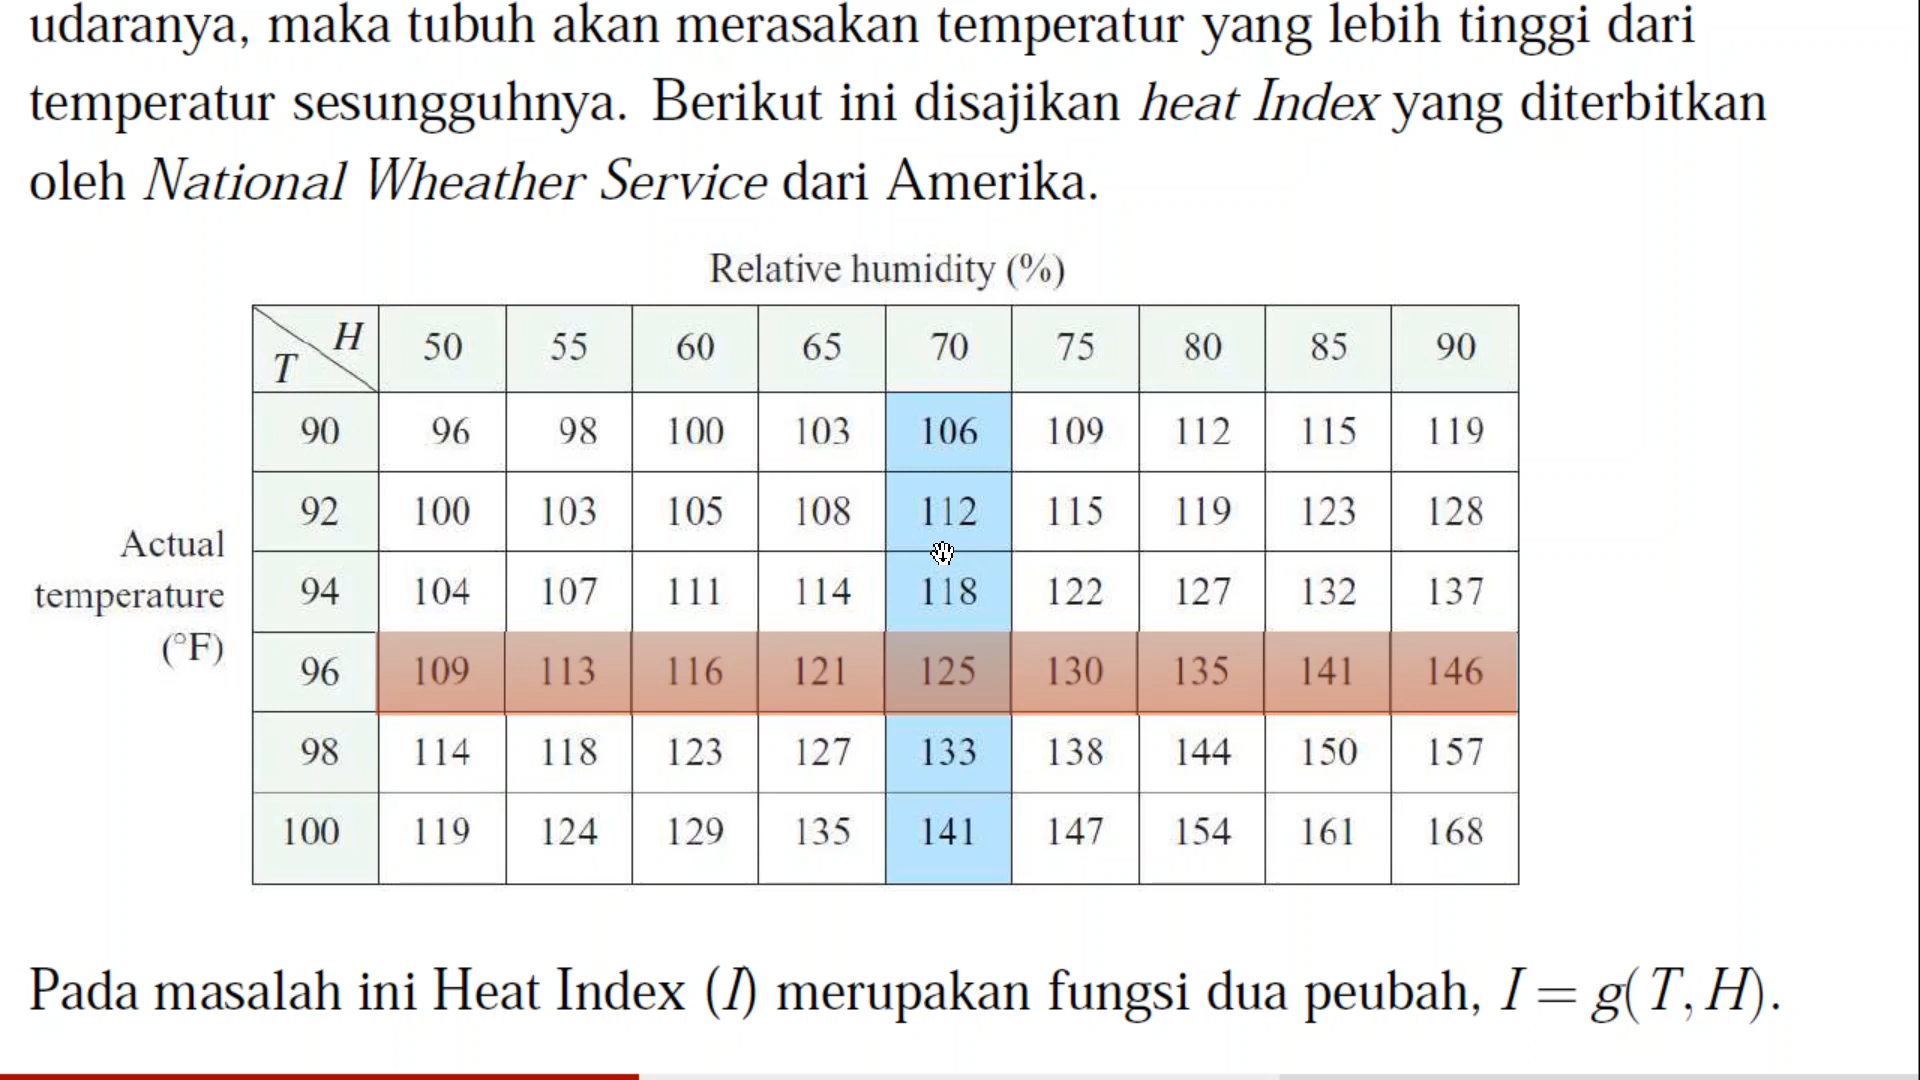 udaranya, maka tubuh akan merasakan temperatur yang lebih tinggi dari
temperatur sesungguhnya. Berikut ini disajikan heat Index yang diterbitkan
oleh National Wheather Service dari Amerika.
Relative humidity (%)
T H 50 55 60 65 70 75 80 85 90
90 96 98 100 103 106 109 112 115 119
92 100 103 105 108 112 115 119 123 128
94 104 107 111 114 118 122 127 132 137
96 109 113 116 121 125 130 135 141 146
98 114 118 123 127 133 138 144 150 157
100 119 124 129 135 141 147 154 161 168
Actual
temperature
(°F)
Pada masalah ini Heat Index (I) merupakan fungsi dua peubah, I = g(T, H).